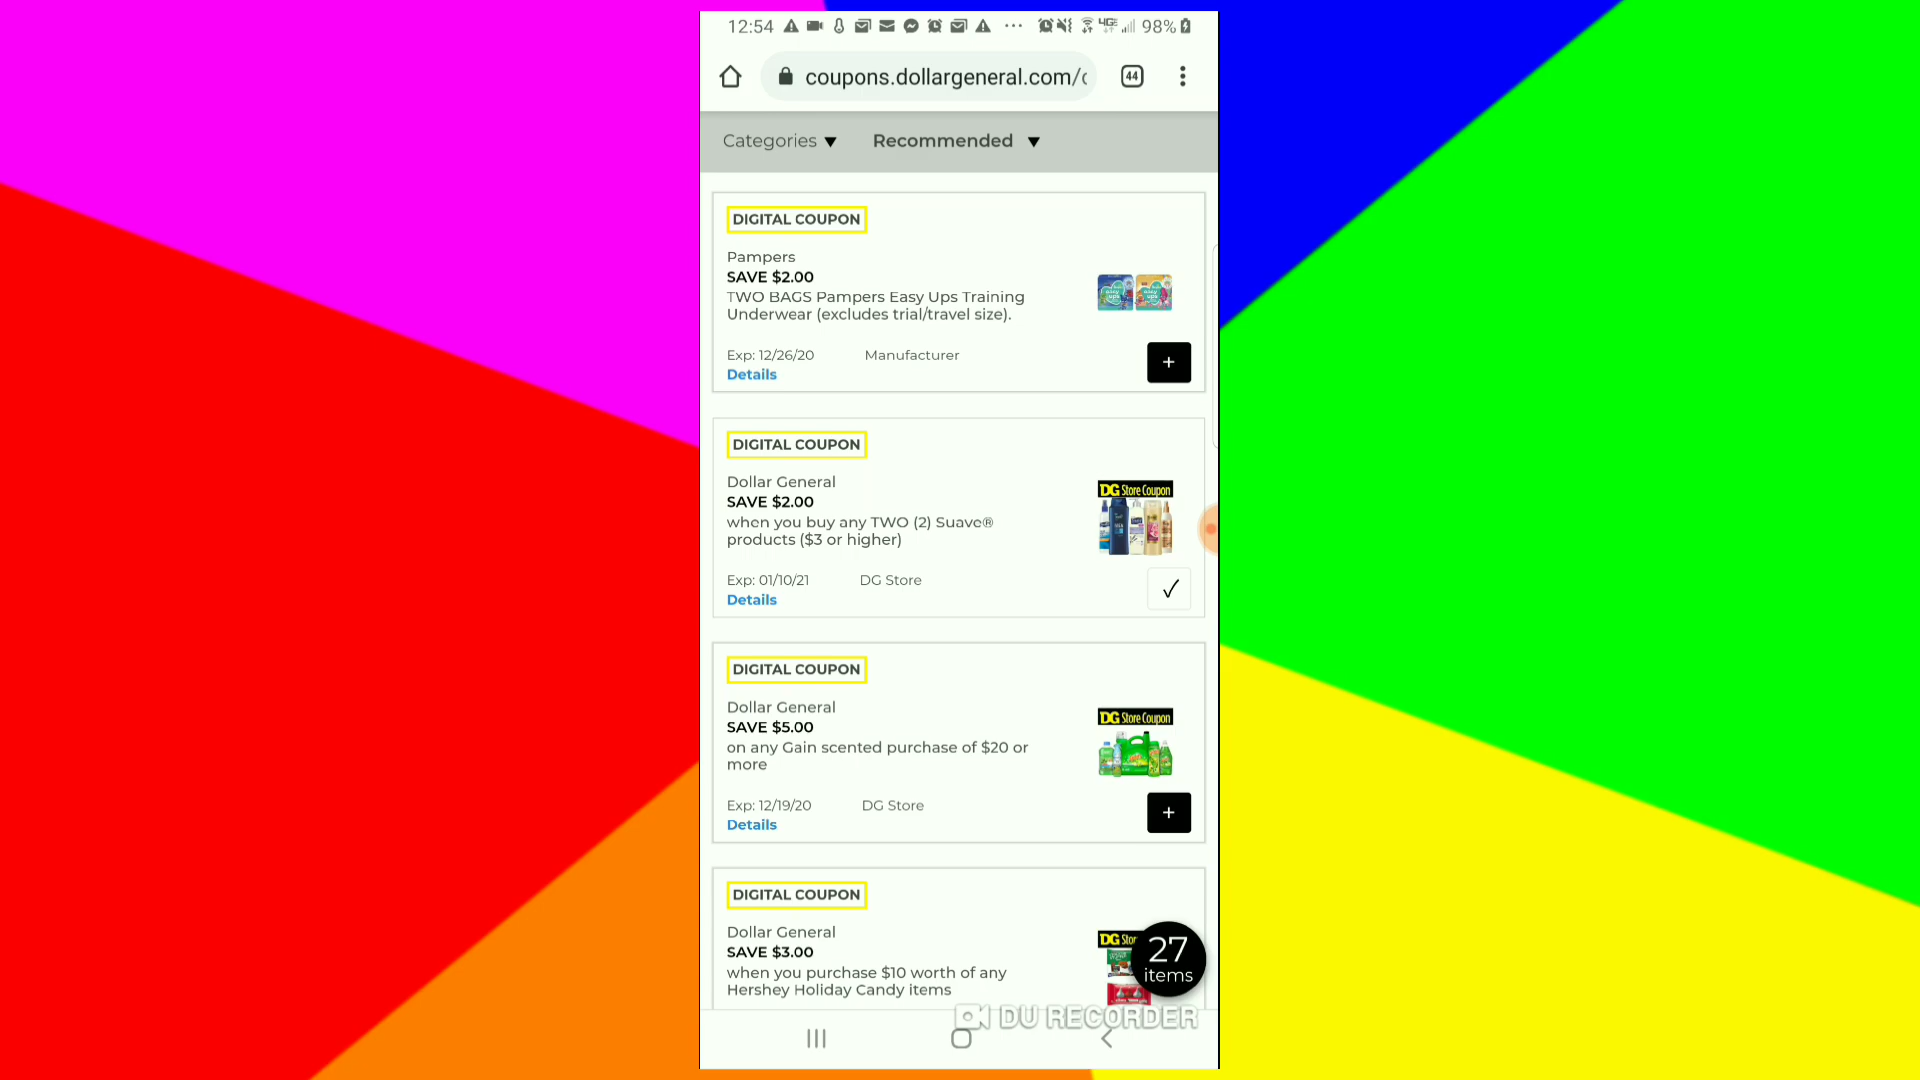 12:54 98%
coupons.dollargeneral.com/c 44
Categories Recommended
DIGITAL COUPON
Pampers
SAVE $2.00
TWO BAGS Pampers Easy Ups Training
Underwear (excludes trial/travel size).
Exp: 12/26/20 Manufacturer
Details
+
DIGITAL COUPON
Dollar General
SAVE $2.00
when you buy any TWO (2) Suave®
products ($3 or higher)
DG Store Coupon
Exp: 01/10/21 DG Store
Details
DIGITAL COUPON
Dollar General
SAVE $5.00
on any Gain scented purchase of $20 or
more
DG Store Coupon
Exp: 12/19/20 DG Store
Details
+
DIGITAL COUPON
Dollar General
SAVE $3.00
when you purchase $10 worth of any
Hershey Holiday Candy items
27
items
DU RECORDER